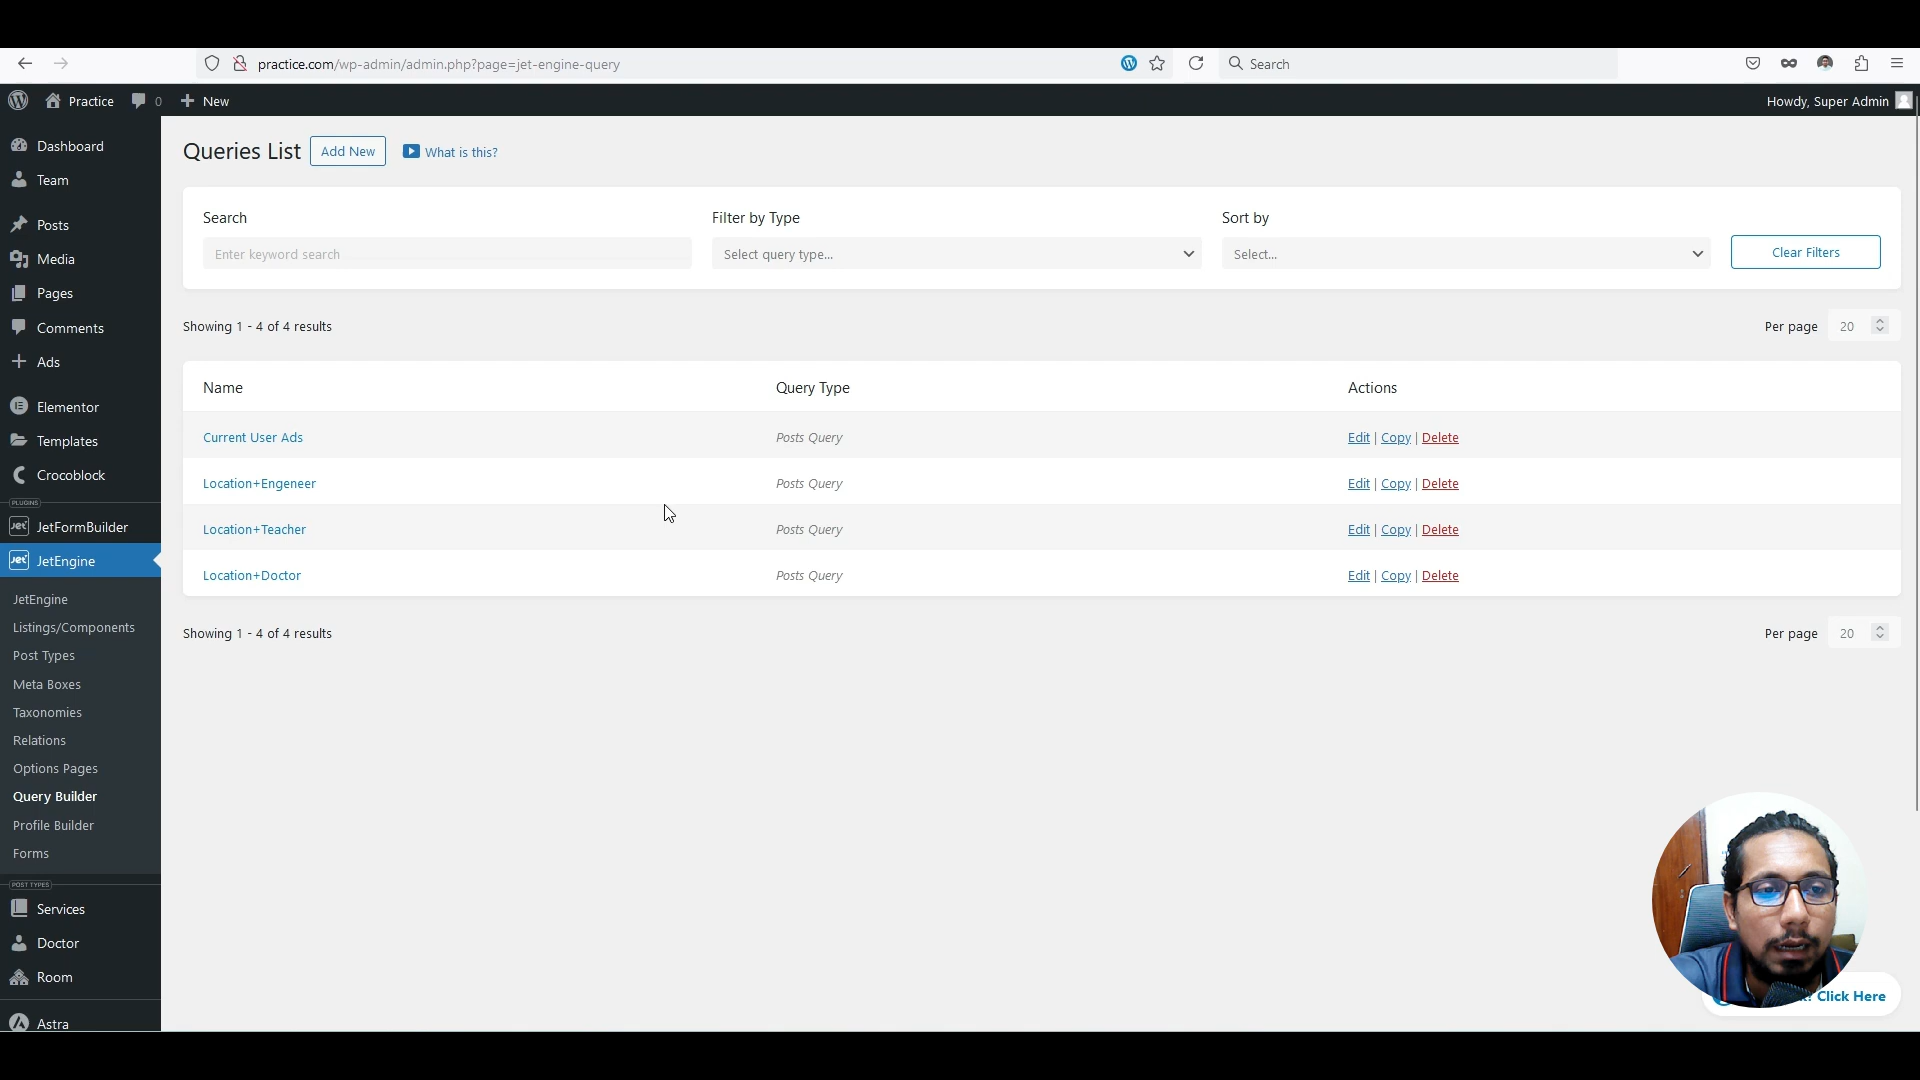 practice.com/wp-admin/admin.php?page=jet-engine-query
Search
Practice
0
New
Howdy, Super Admin
Dashboard
Team
Posts
Media
Pages
Comments
Ads
Elementor
Templates
Crocoblock
PLUGINS
JetFormBuilder
JetEngine
JetEngine
Listings/Components
Post Types
Meta Boxes
Taxonomies
Relations
Options Pages
Query Builder
Profile Builder
Forms
POST TYPES
Services
Doctor
Room
Astra
Queries List
Add New
What is this?
Search
Filter by Type
Sort by
Enter keyword search
Select query type...
Select...
Clear Filters
Showing 1 - 4 of 4 results
Per page 20
Name Query Type Actions
Current User Ads Posts Query Edit | Copy | Delete
Location+Engeneer Posts Query Edit | Copy | Delete
Location+Teacher Posts Query Edit | Copy | Delete
Location+Doctor Posts Query Edit | Copy | Delete
Showing 1 - 4 of 4 results
Per page 20
Click Here